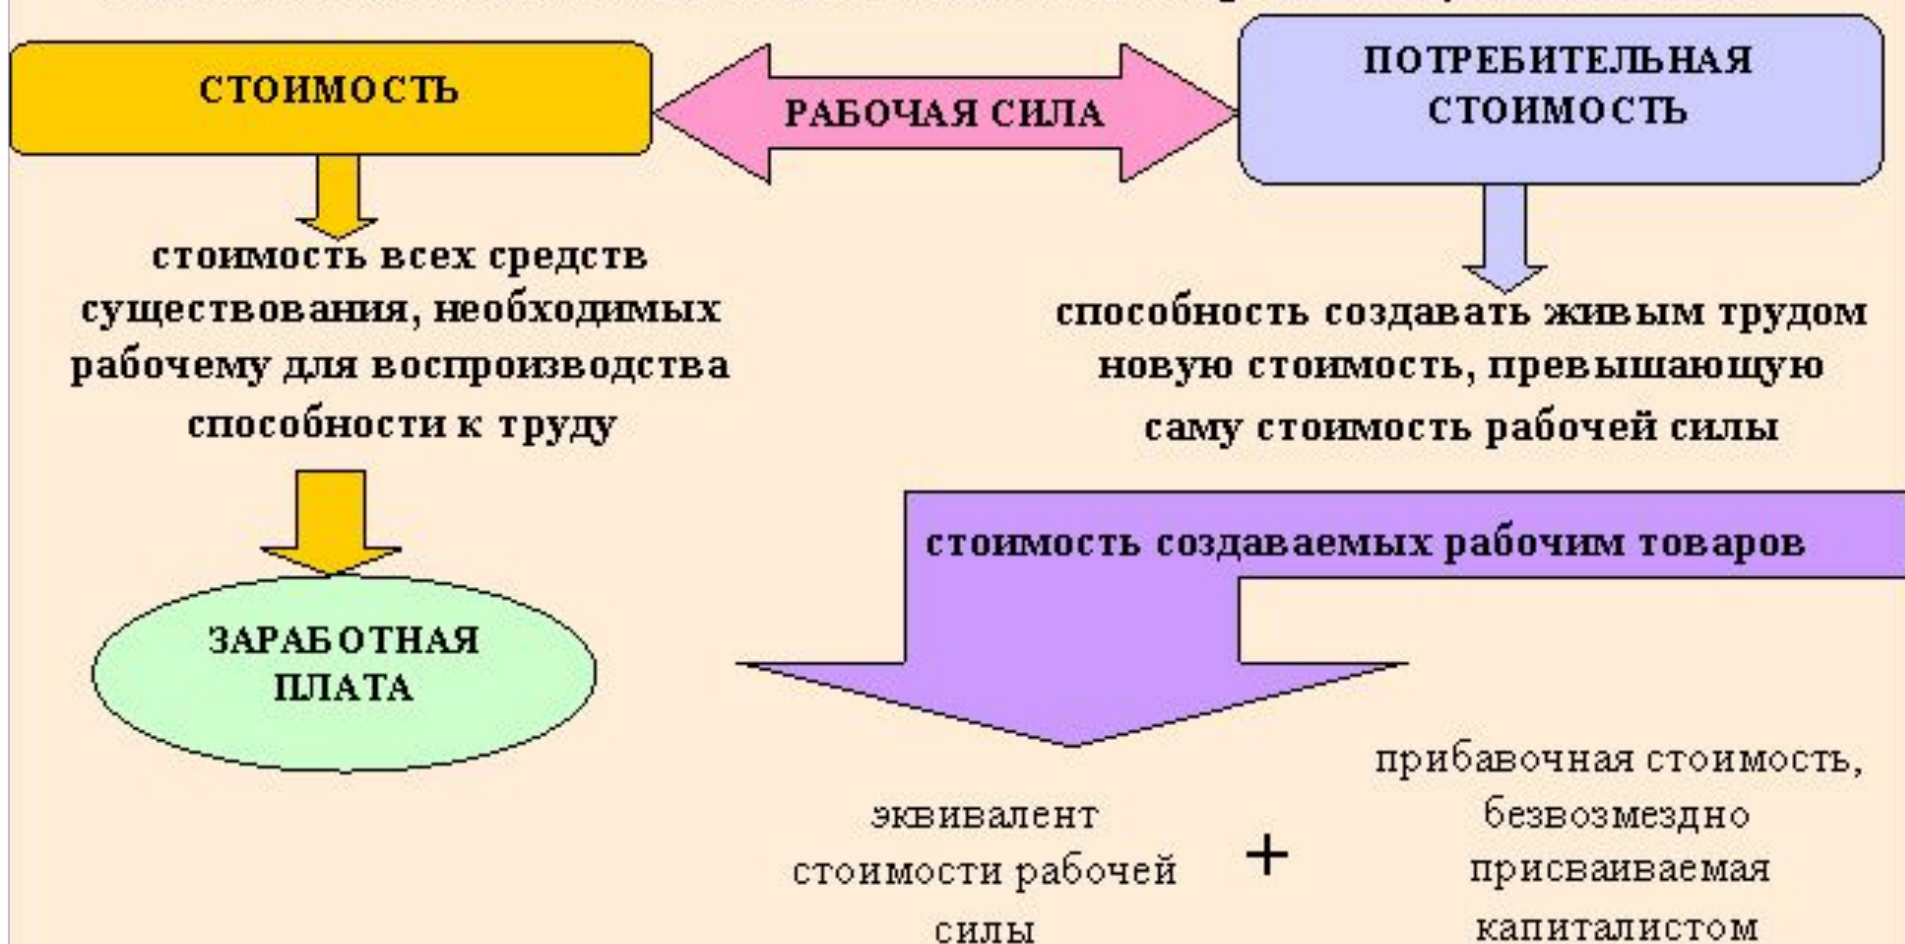 СТОИМОСТЬ
РАБОЧАЯ СИЛА
ПОТРЕБИТЕЛЬНАЯ
СТОИМОСТЬ
стоимость всех средств
существования, необходимых
рабочему для воспроизводства
способности к труду
способность создавать живым трудом
новую стоимость, превышающую
саму стоимость рабочей силы
стоимость создаваемых рабочим товаров
ЗАРАБОТНАЯ
ПЛАТА
эквивалент
стоимости рабочей
силы
+
прибавочная стоимость,
безвозмездно
присваиваемая
капиталистом